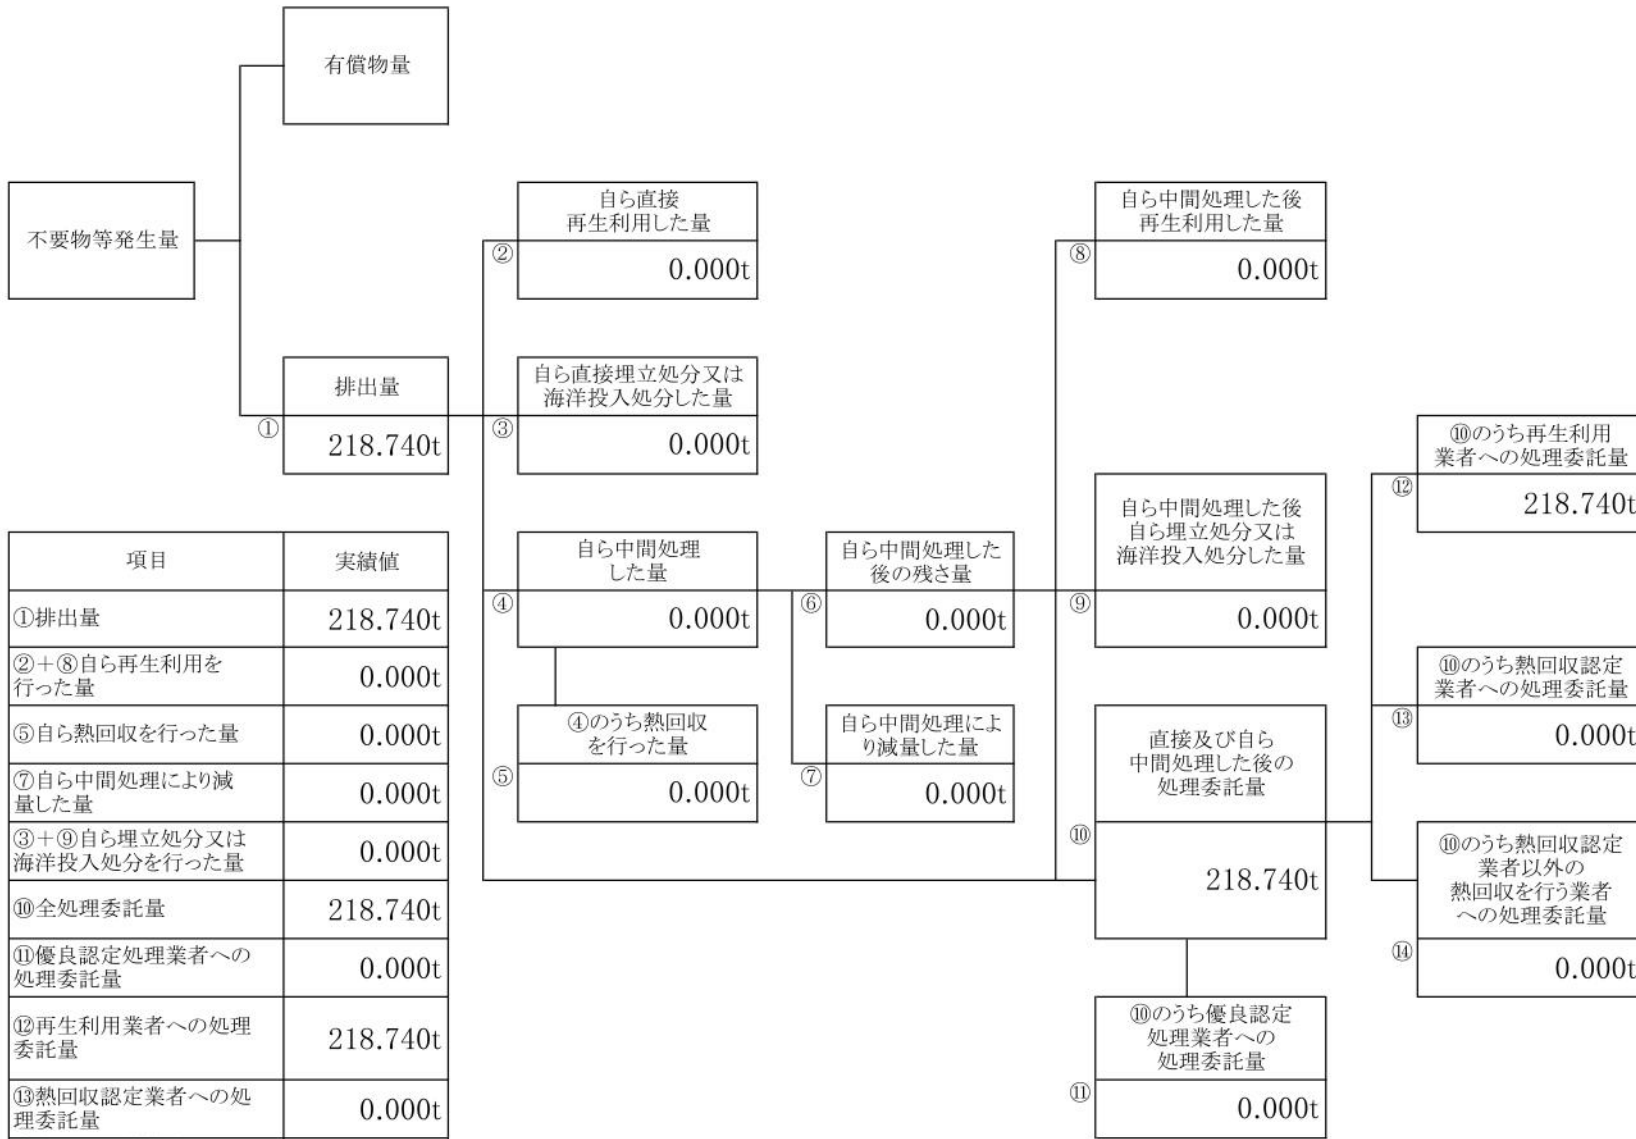 有償物量
不要物等発生量
自ら直接
再生利用した量
②
0.000t
自ら中間処理した後
再生利用した量
⑧
0.000t
排出量
①
218.740t
自ら直接埋立処分又は
海洋投入処分した量
③
0.000t
⑩のうち再生利用
業者への処理委託量
⑫
218.740t
自ら中間処理した後
自ら埋立処分又は
海洋投入処分した量
⑨
0.000t
自ら中間処理
した量
④
0.000t
自ら中間処理した
後の残さ量
⑥
0.000t
⑩のうち熱回収認定
業者への処理委託量
⑬
0.000t
④のうち熱回収
を行った量
⑤
0.000t
自ら中間処理によ
り減量した量
⑦
0.000t
直接及び自ら
中間処理した後の
処理委託量
⑩
218.740t
⑩のうち熱回収認定
業者以外の
熱回収を行う業者
への処理委託量
⑭
0.000t
⑩のうち優良認定
処理業者への
処理委託量
⑪
0.000t
項目 実績値
①排出量 218.740t
②+⑧自ら再生利用を
行った量 0.000t
⑤自ら熱回収を行った量 0.000t
⑦自ら中間処理により減
量した量 0.000t
③+⑨自ら埋立処分又は
海洋投入処分を行った量 0.000t
⑩全処理委託量 218.740t
⑪優良認定処理業者への
処理委託量 0.000t
⑫再生利用業者への処理
委託量 218.740t
⑬熱回収認定業者への処
理委託量 0.000t